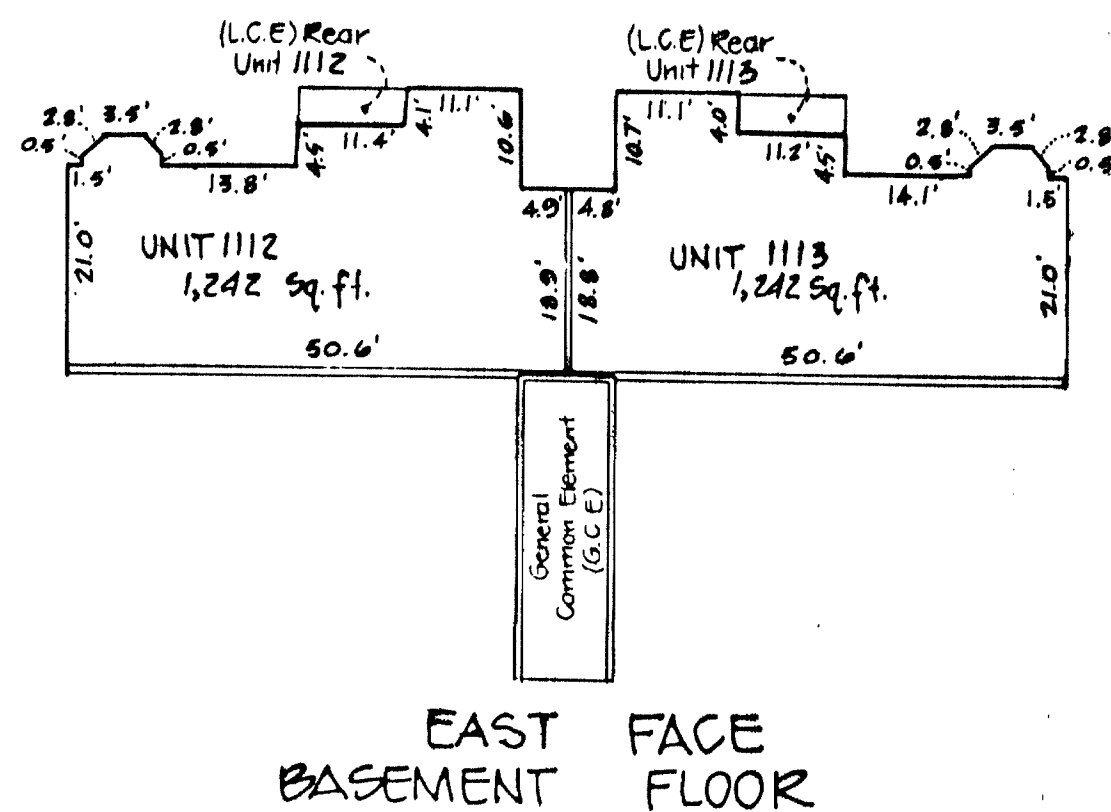 (L.C.E) Rear
Unit 1112
(L.C.E) Rear
Unit 1113
2.8'
3.5'
2.8'
0.5'
0.5'
1.5'
13.8'
4.5'
11.4'
4.1'
11.1'
10.6'
4.9'
4.8'
10.7'
11.1'
4.0'
11.2'
4.5'
14.1'
2.8'
3.5'
2.8
0.5'
0.5
1.5'
21.0'
UNIT 1112
1,242 Sq. ft.
18.9'
18.8'
UNIT 1113
1,242 Sq. ft.
21.0'
50.6'
50.6'
General
Common Element
(G.C E)
EAST FACE
BASEMENT FLOOR